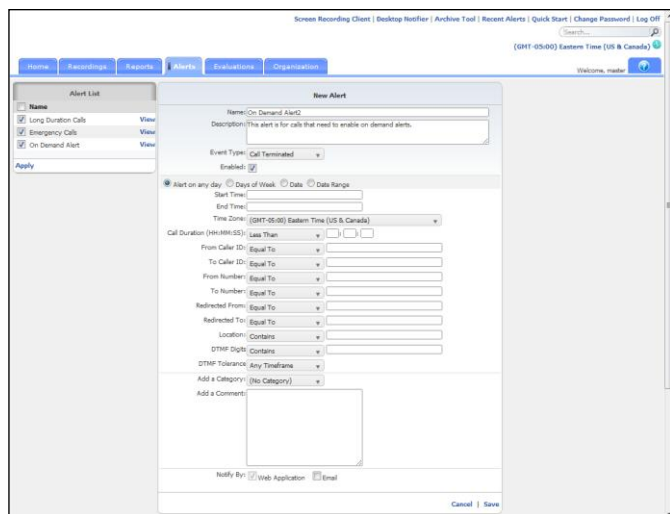 Screen Recording Client | Desktop Notifier | Archive Tool | Recent Alerts | Quick Start | Change Password | Log Off
Search...
(GMT-05:00) Eastern Time (US & Canada)
Home Recordings Reports Alerts Evaluations Organization
Welcome, master
Alert List
Name
Long Duration Calls View
Emergency Calls View
On Demand Alert View
Apply
New Alert
Name: On Demand Alert2
Description: This alert is for calls that need to enable on demand alerts.
Event Type: Call Terminated
Enabled:
Alert on any day Days of Week Date Date Range
Start Time:
End Time:
Time Zone: (GMT-05:00) Eastern Time (US & Canada)
Call Duration (HH:MM:SS): Less Than : :
From Caller ID: Equal To
To Caller ID: Equal To
From Number: Equal To
To Number: Equal To
Redirected From: Equal To
Redirected To: Equal To
Location: Contains
DTMF Digits Contains
DTMF Tolerance Any Timeframe
Add a Category: (No Category)
Add a Comment:
Notify By: Web Application Email
Cancel | Save